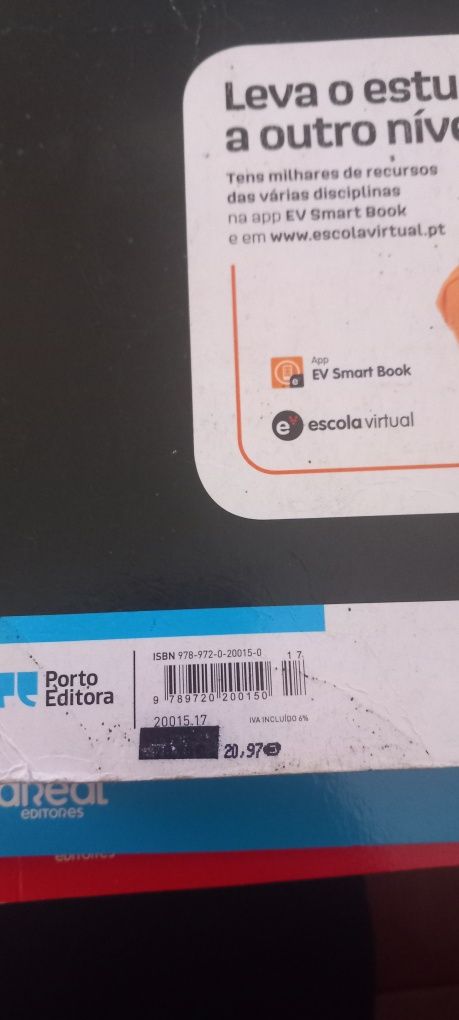 Leva o estu
a outro níve
Tens milhares de recursos
das várias disciplinas
na app EV Smart Book
e em www.escolavirtual.pt
App
EV Smart Book
e
escola virtual
Porto
Editora
ISBN 978-972-0-20015-0
17
9 789720 200150
20015.17
IVA INCLUÍDO 6%
20,97€
areal
EDITORES
EDITORES